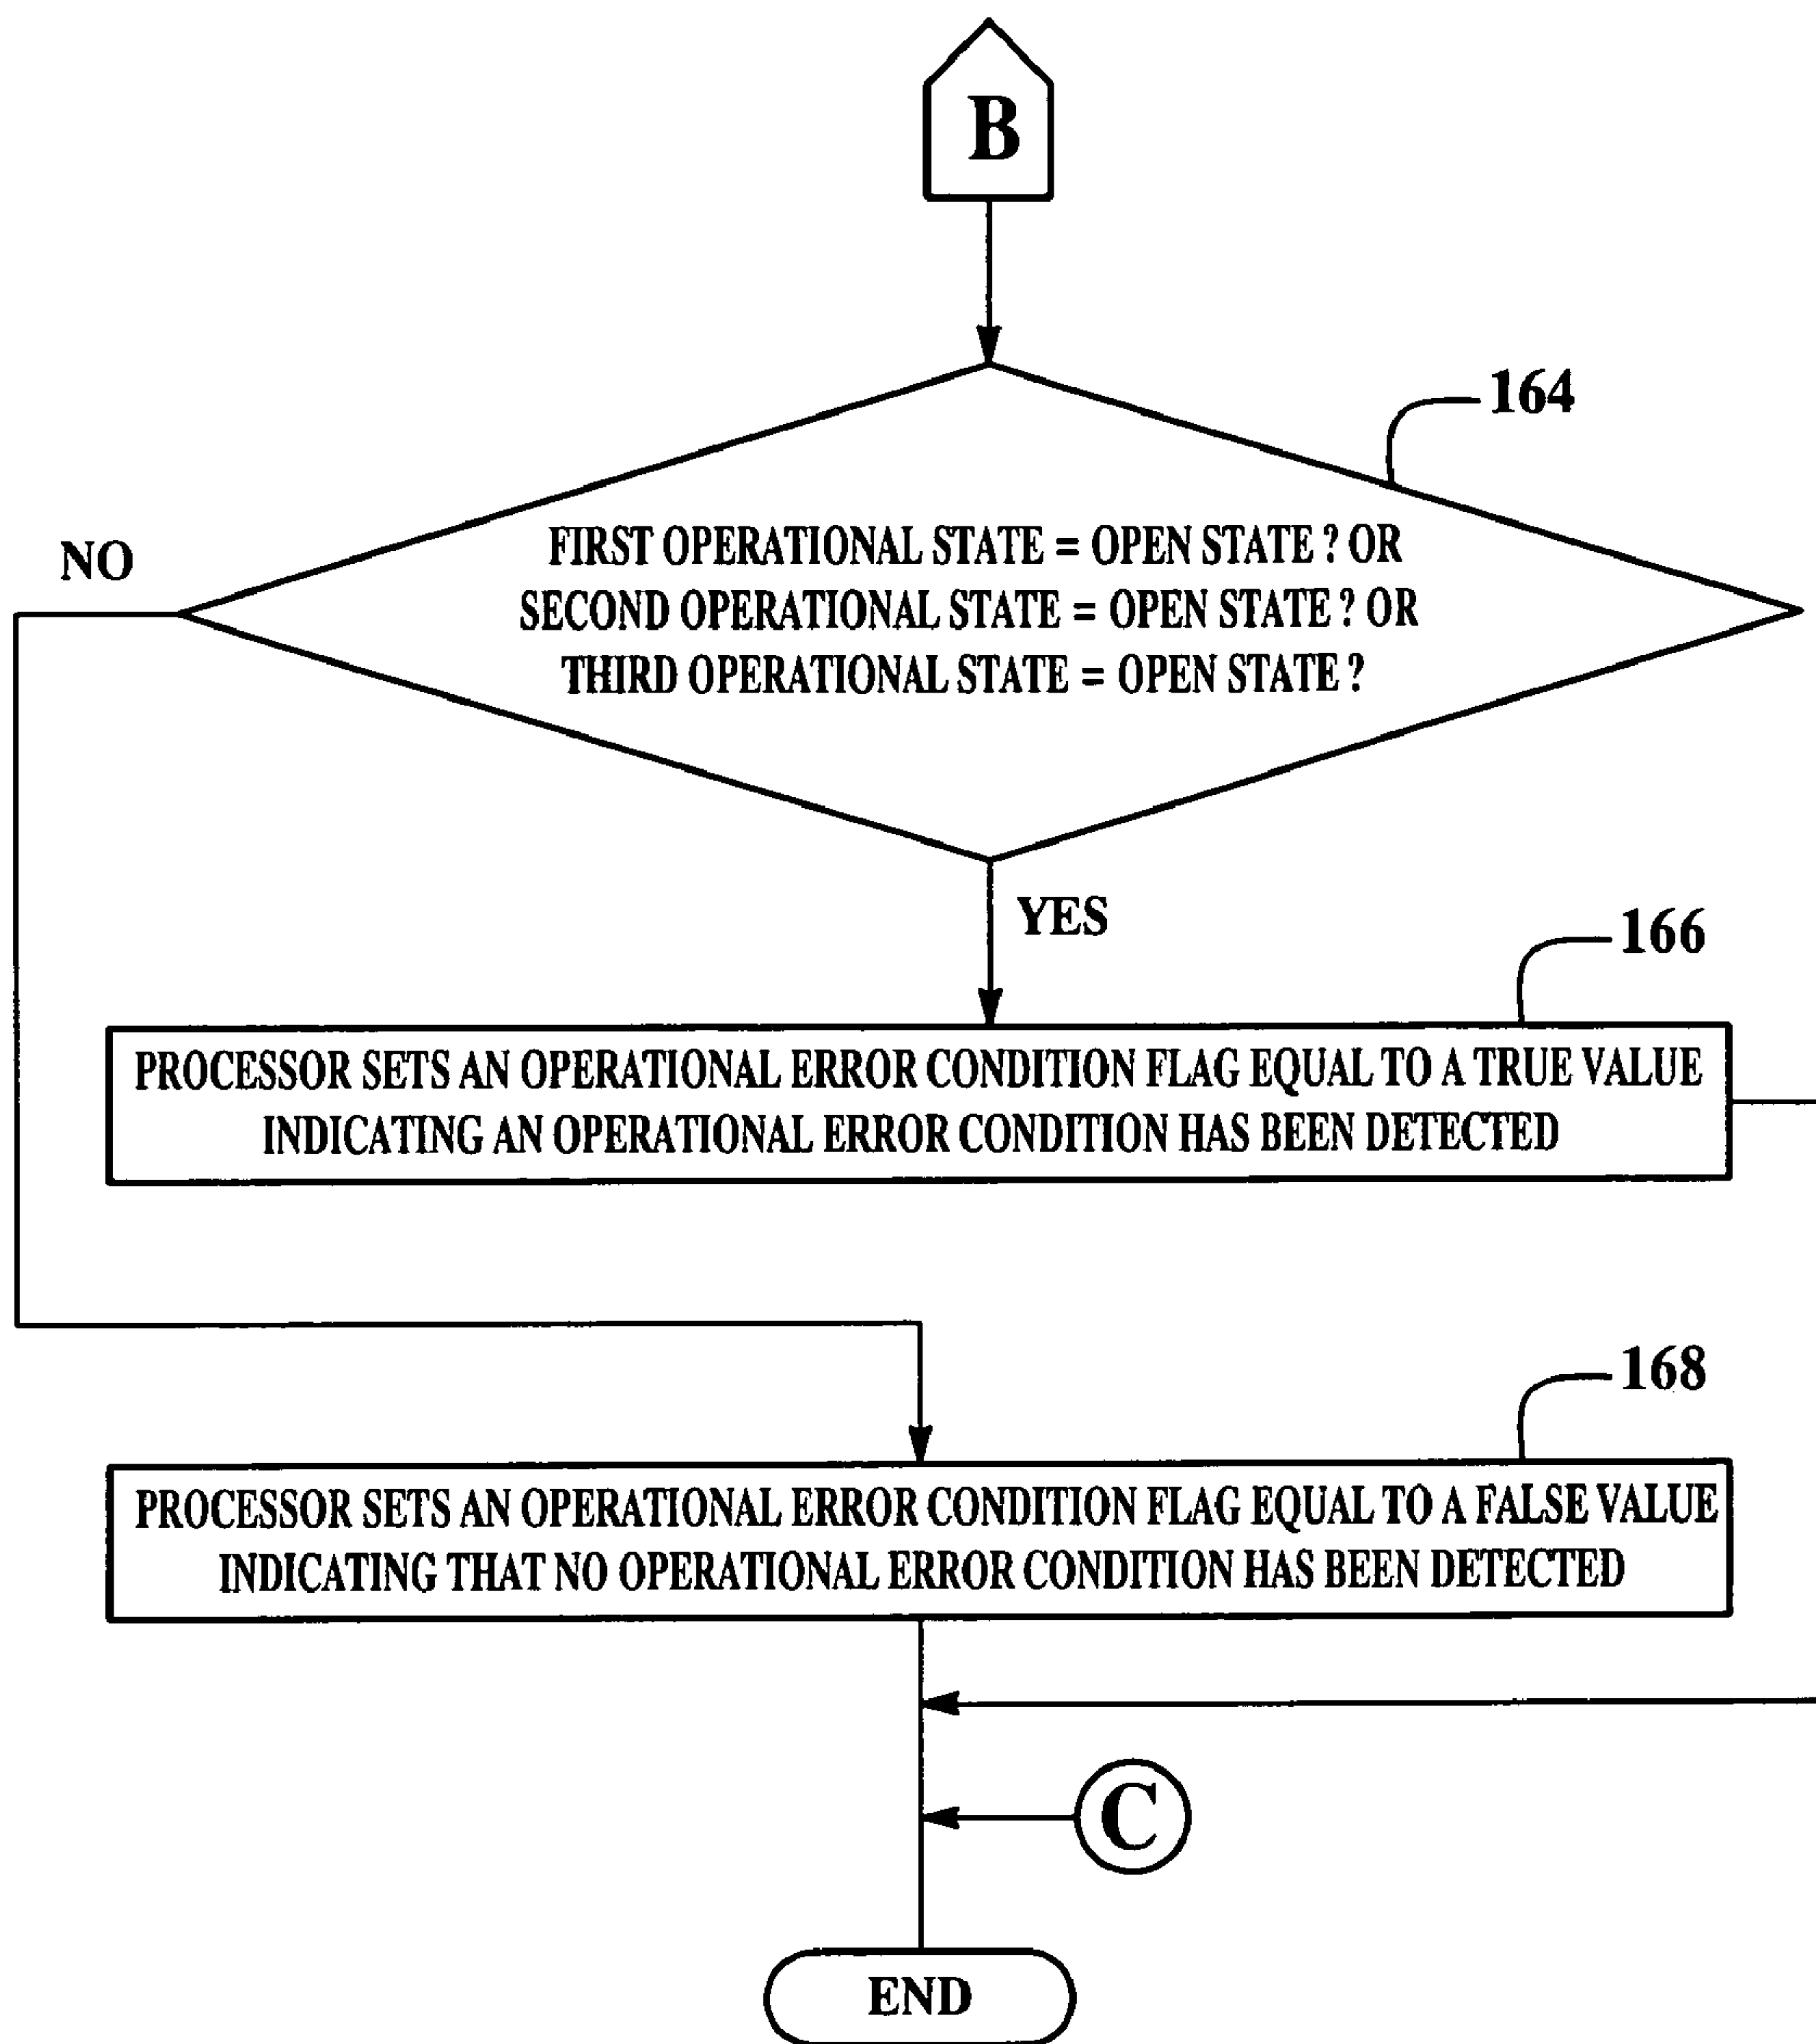 B
164
FIRST OPERATIONAL STATE = OPEN STATE ? OR
SECOND OPERATIONAL STATE = OPEN STATE ? OR
THIRD OPERATIONAL STATE = OPEN STATE ?
NO
YES
166
PROCESSOR SETS AN OPERATIONAL ERROR CONDITION FLAG EQUAL TO A TRUE VALUE
INDICATING AN OPERATIONAL ERROR CONDITION HAS BEEN DETECTED
168
PROCESSOR SETS AN OPERATIONAL ERROR CONDITION FLAG EQUAL TO A FALSE VALUE
INDICATING THAT NO OPERATIONAL ERROR CONDITION HAS BEEN DETECTED
C
END